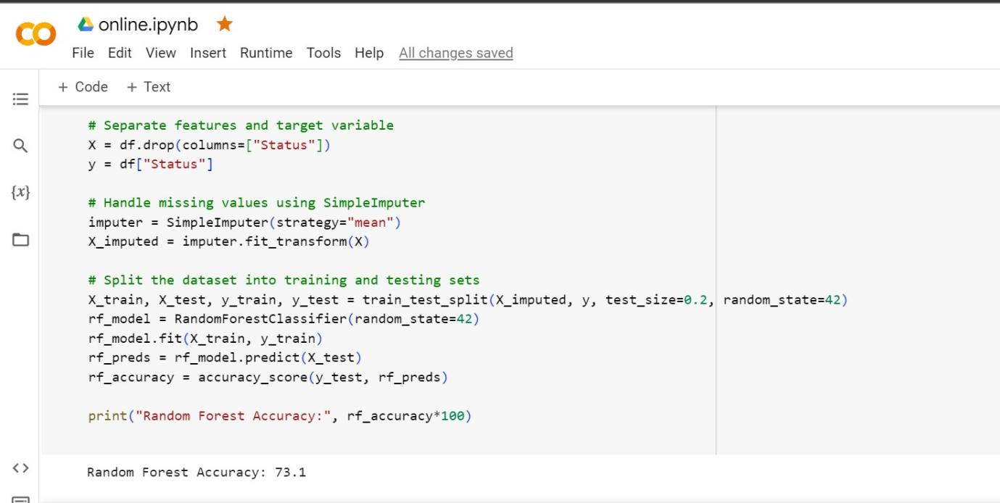 online.ipynb
File Edit View Insert Runtime Tools Help All changes saved
+ Code + Text
# Separate features and target variable
X = df.drop(columns=["Status"])
y = df["Status"]
# Handle missing values using SimpleImputer
imputer = SimpleImputer(strategy="mean")
X_imputed = imputer.fit_transform(X)
# Split the dataset into training and testing sets
X_train, X_test, y_train, y_test = train_test_split(X_imputed, y, test_size=0.2, random_state=42)
rf_model = RandomForestClassifier(random_state=42)
rf_model.fit(X_train, y_train)
rf_preds = rf_model.predict(X_test)
rf_accuracy = accuracy_score(y_test, rf_preds)
print("Random Forest Accuracy:", rf_accuracy*100)
Random Forest Accuracy: 73.1